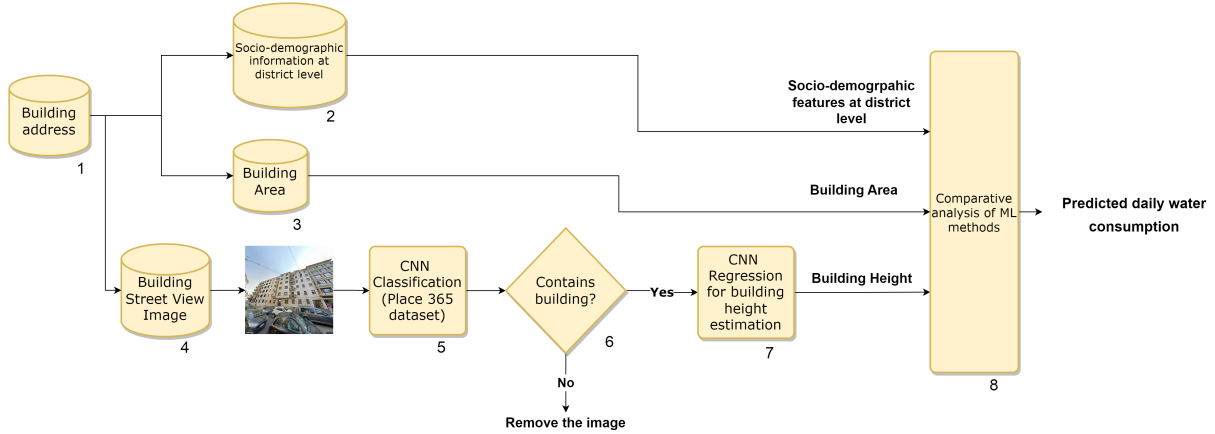 Socio-demographic
information at
district level
2
Building
address
1
Socio-demogrpahic
features at district
level
Building
Area
3
Building Area
Comparative
analysis of ML
methods
8
Predicted daily water
consumption
Building
Street View
Image
4
CNN
Classification
(Place 365
dataset)
5
Contains
building?
6
Yes
No
Remove the image
CNN
Regression
for building
height
estimation
7
Building Height